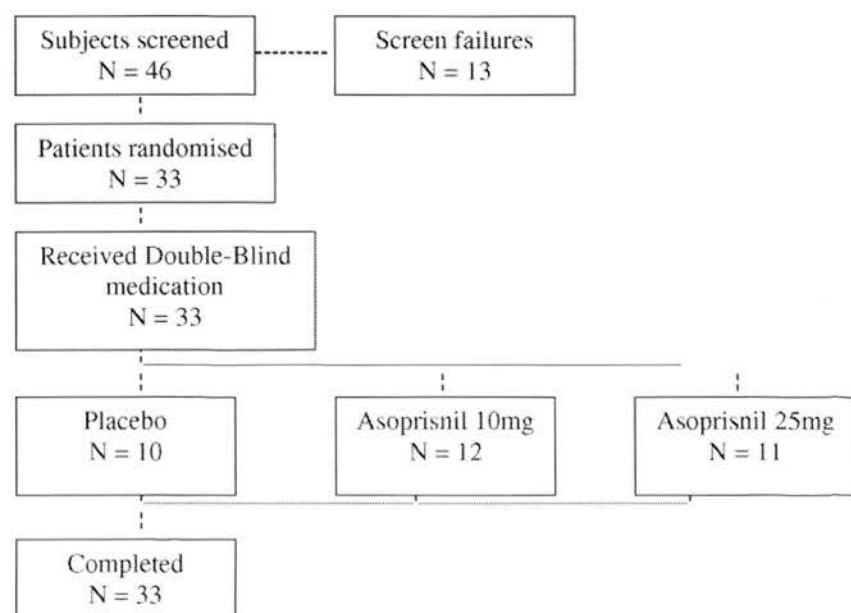 Subjects screened
N = 46
Screen failures
N = 13
Patients randomised
N = 33
Received Double-Blind
medication
N = 33
Placebo
N = 10
Asoprisnil 10mg
N = 12
Asoprisnil 25mg
N = 11
Completed
N = 33